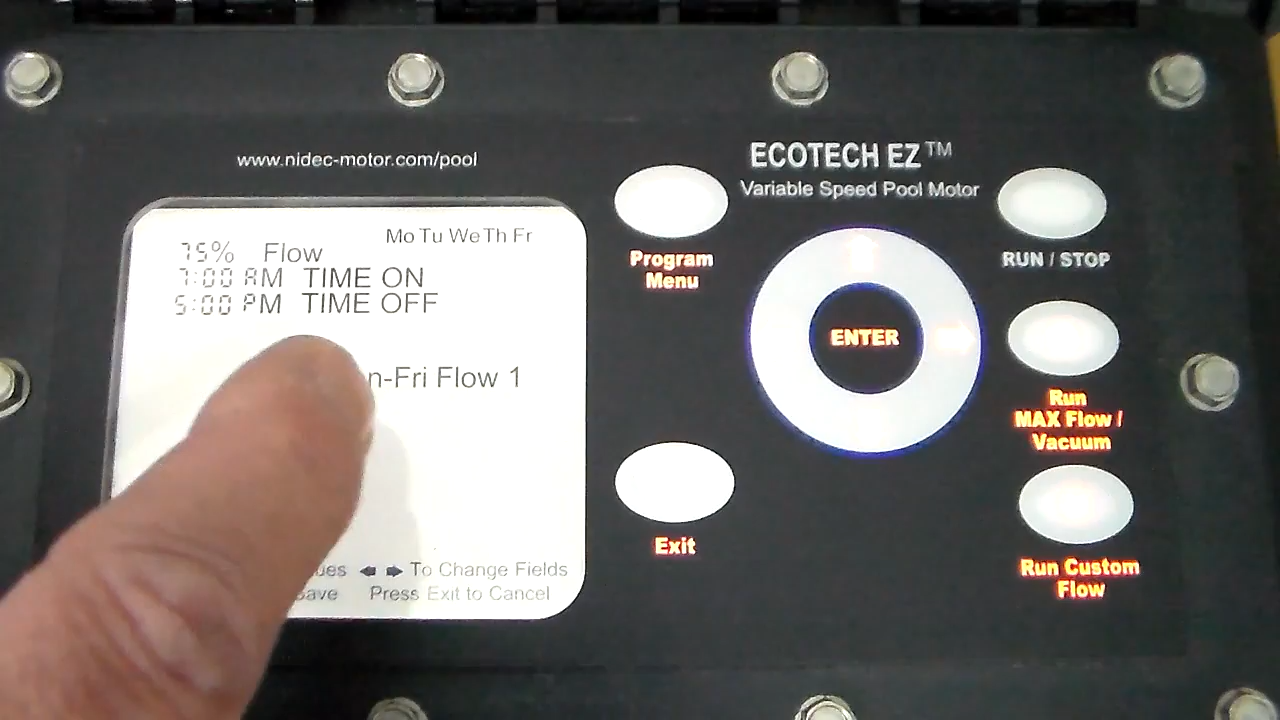 www.nidec-motor.com/pool
ECOTECH EZ™
Variable Speed Pool Motor
Mo Tu We Th Fr
75% Flow
7:00 AM TIME ON
5:00 PM TIME OFF
n-Fri Flow 1
ues ◄ ► To Change Fields
Save Press Exit to Cancel
Program
Menu
Exit
ENTER
RUN / STOP
Run
MAX Flow /
Vacuum
Run Custom
Flow